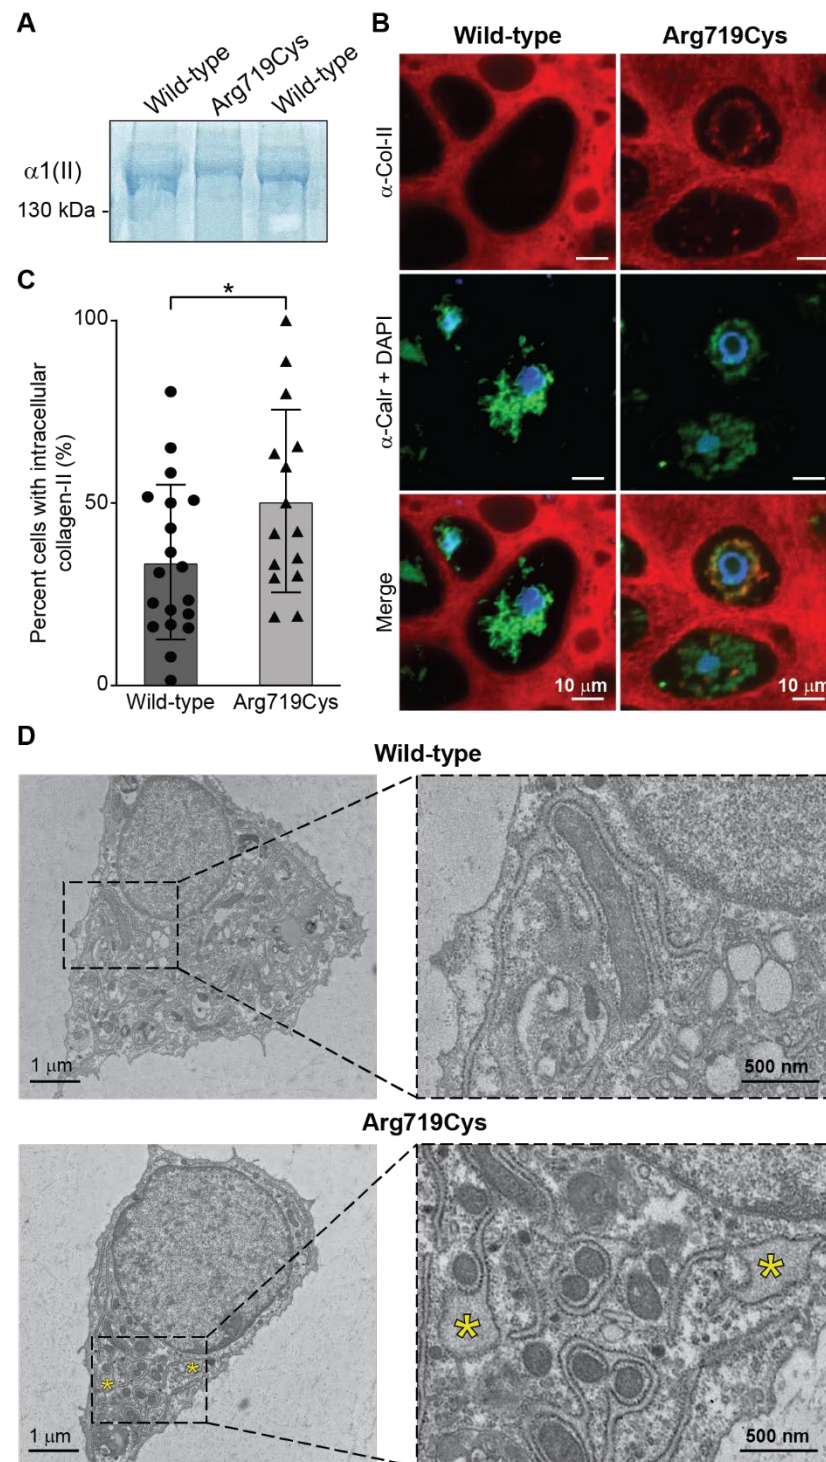 A
Wild-type
Arg719Cys
Wild-type
α1(II)
130 kDa -
B
Wild-type
Arg719Cys
α-Col-II
α-Calr + DAPI
Merge
10 μm
10 μm
C
*
100
50
0
Percent cells with intracellular
collagen-II (%)
Wild-type
Arg719Cys
D
Wild-type
1 μm
500 nm
Arg719Cys
*
*
1 μm
*
*
500 nm